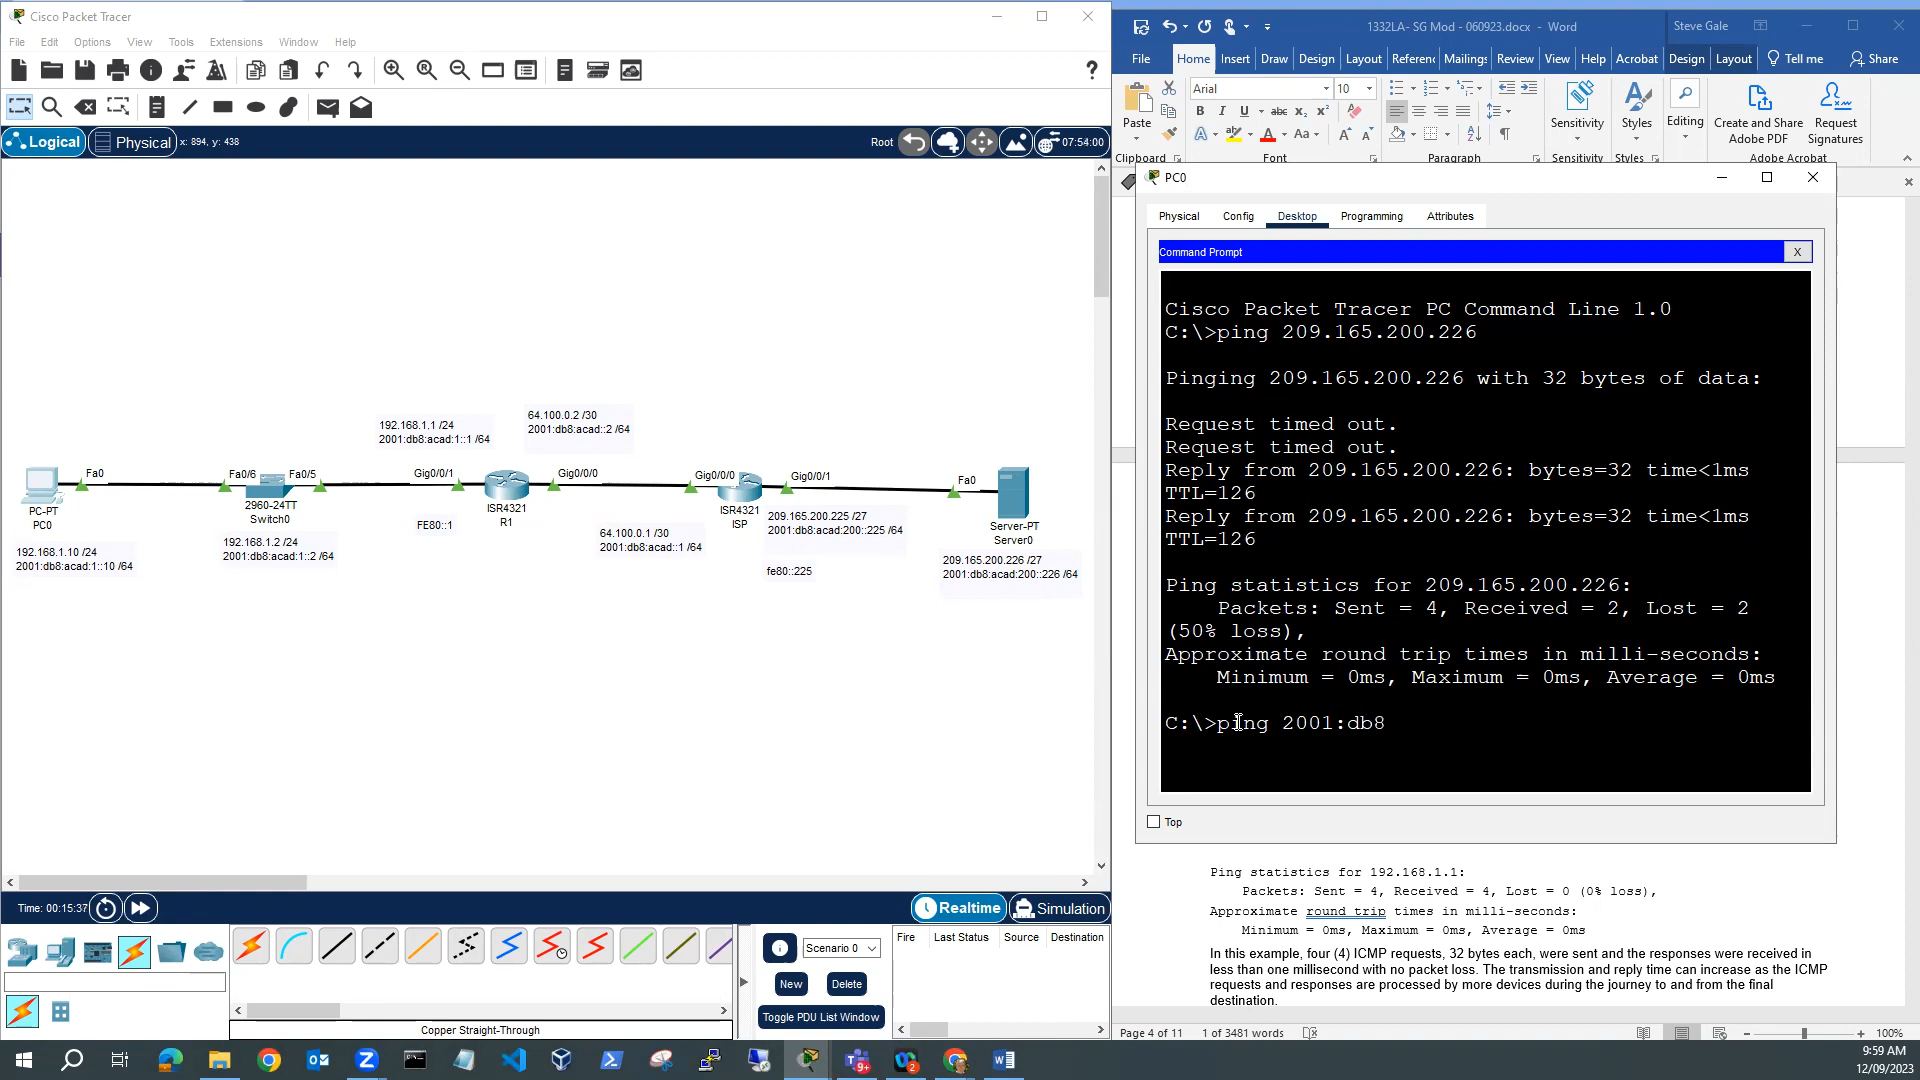 Cisco Packet Tracer
File Edit Options View Tools Extensions Window Help
Logical Physical x: 894, y: 438 Root 07:54:00
64.100.0.2 /30
2001:db8:acad::2 /64
192.168.1.1 /24
2001:db8:acad:1::1 /64
Fa0 Fa0/6 Fa0/5 Gig0/0/1 Gig0/0/0 Gig0/0/0 Gig0/0/1 Fa0
PC-PT
PC0
2960-24TT
Switch0
ISR4321
R1
ISR4321
ISP
Server-PT
Server0
192.168.1.10 /24
2001:db8:acad:1::10 /64
192.168.1.2 /24
2001:db8:acad:1::2 /64
FE80::1
64.100.0.1 /30
2001:db8:acad::1 /64
209.165.200.225 /27
2001:db8:acad:200::225 /64
fe80::225
209.165.200.226 /27
2001:db8:acad:200::226 /64
Time: 00:15:37 Realtime Simulation
Scenario 0
New Delete
Toggle PDU List Window
Fire Last Status Source Destination
Copper Straight-Through
1332LA- SG Mod - 060923.docx - Word Steve Gale
File Home Insert Draw Design Layout Referenc Mailings Review View Help Acrobat Design Layout Tell me Share
Arial 10
Paste Sensitivity Styles Editing Create and Share Adobe PDF Request Signatures
Clipboard Font Paragraph Sensitivity Styles Adobe Acrobat
PC0
Physical Config Desktop Programming Attributes
Command Prompt X
Cisco Packet Tracer PC Command Line 1.0
C:\>ping 209.165.200.226
Pinging 209.165.200.226 with 32 bytes of data:
Request timed out.
Request timed out.
Reply from 209.165.200.226: bytes=32 time<1ms
TTL=126
Reply from 209.165.200.226: bytes=32 time<1ms
TTL=126
Ping statistics for 209.165.200.226:
Packets: Sent = 4, Received = 2, Lost = 2
(50% loss),
Approximate round trip times in milli-seconds:
Minimum = 0ms, Maximum = 0ms, Average = 0ms
C:\>ping 2001:db8
Top
Ping statistics for 192.168.1.1:
Packets: Sent = 4, Received = 4, Lost = 0 (0% loss),
Approximate round trip times in milli-seconds:
Minimum = 0ms, Maximum = 0ms, Average = 0ms
In this example, four (4) ICMP requests, 32 bytes each, were sent and the responses were received in
less than one millisecond with no packet loss. The transmission and reply time can increase as the ICMP
requests and responses are processed by more devices during the journey to and from the final
destination.
Page 4 of 11 1 of 3481 words 100%
9:59 AM
12/09/2023